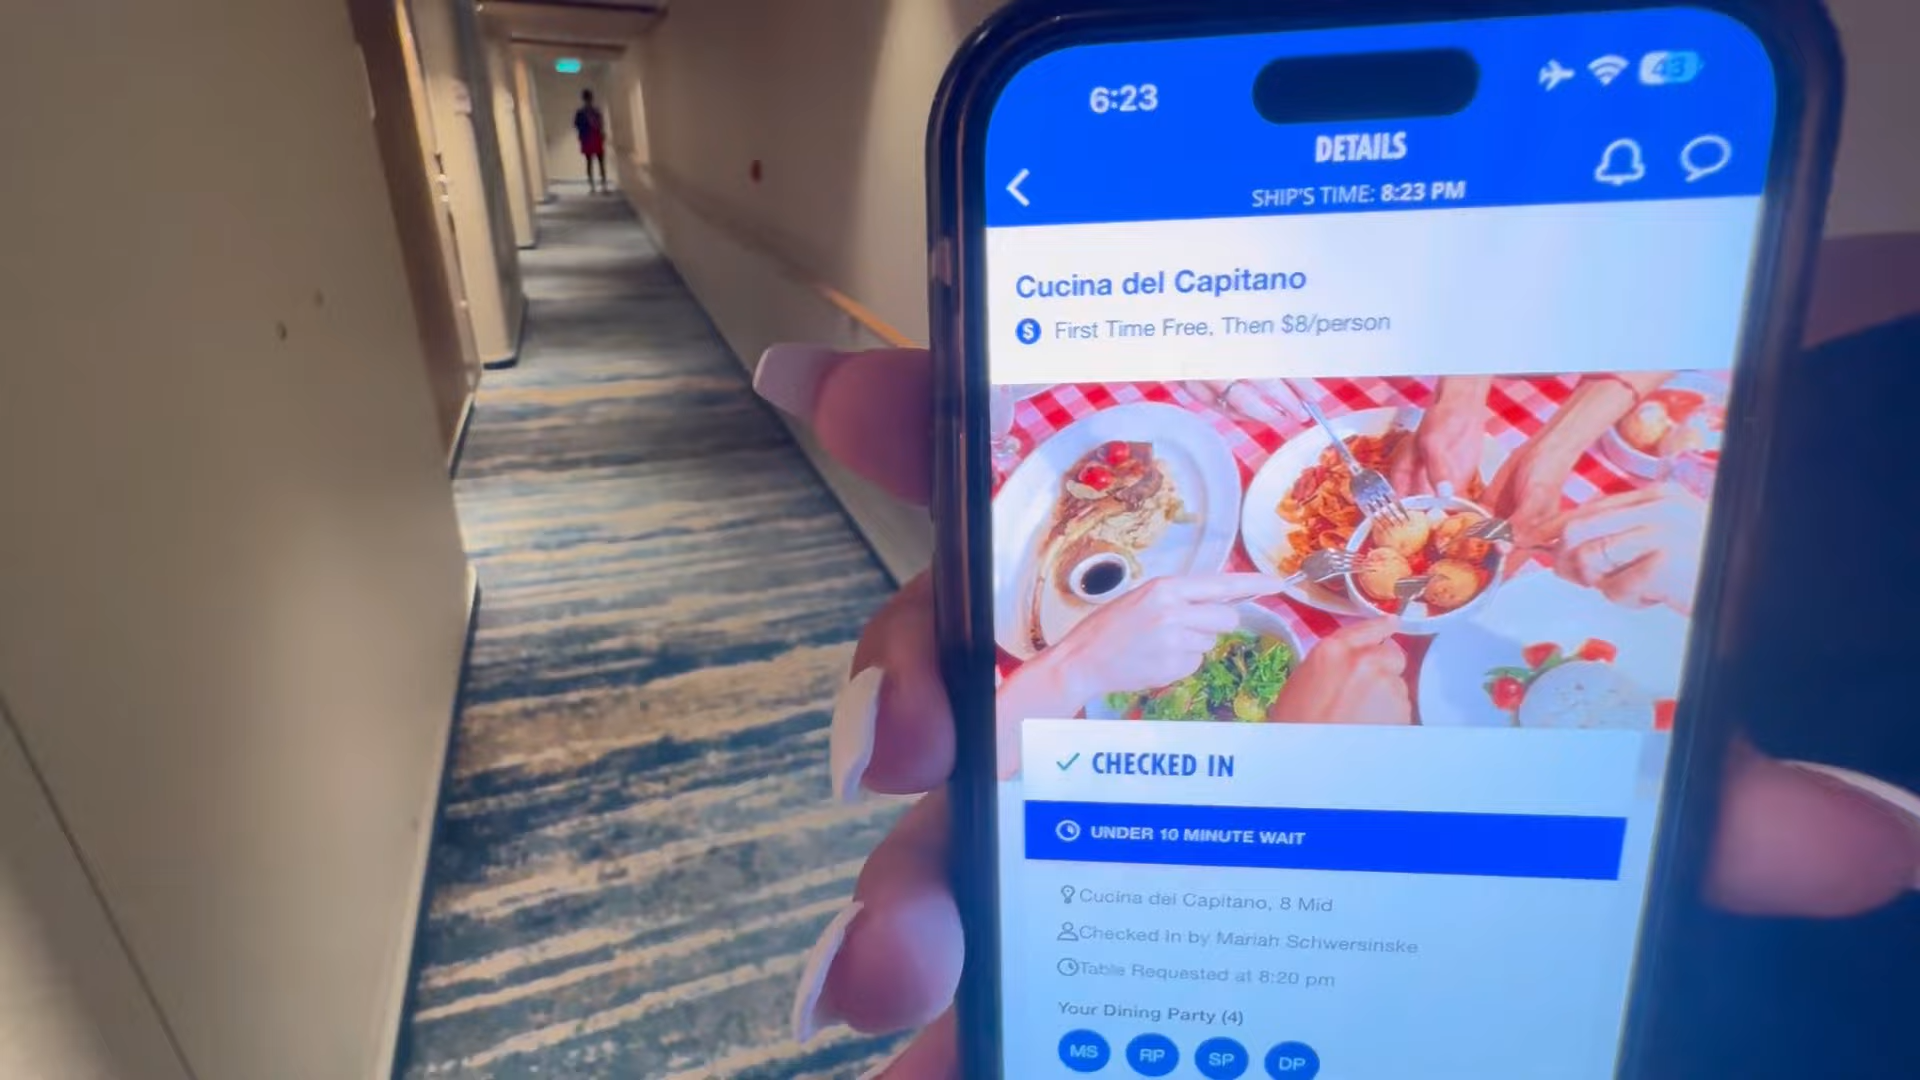 6:23
43
DETAILS
SHIP'S TIME: 8:23 PM
Cucina del Capitano
$ First Time Free, Then $8/person
CHECKED IN
UNDER 10 MINUTE WAIT
Cucina del Capitano, 8 Mid
Checked In by Mariah Schwersinske
Table Requested at 8:20 pm
Your Dining Party (4)
MS RP SP DP